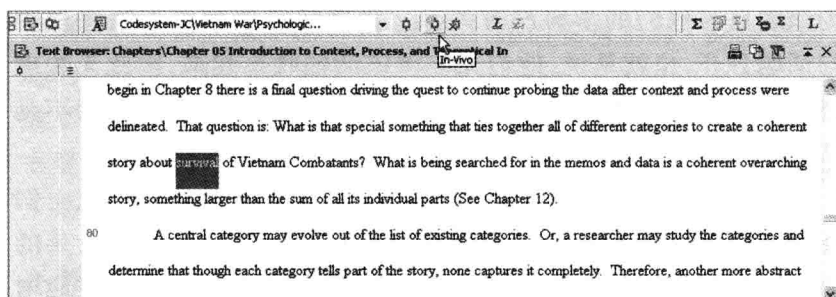 Codesystem-JC\Vietnam War\Psychologic...
Text Browser: Chapters\Chapter 05 Introduction to Context, Process, and Theoretical In
In-Vivo
begin in Chapter 8 there is a final question driving the quest to continue probing the data after context and process were
delineated. That question is: What is that special something that ties together all of different categories to create a coherent
story about survival of Vietnam Combatants? What is being searched for in the memos and data is a coherent overarching
story, something larger than the sum of all its individual parts (See Chapter 12).
80 A central category may evolve out of the list of existing categories. Or, a researcher may study the categories and
determine that though each category tells part of the story, none captures it completely. Therefore, another more abstract